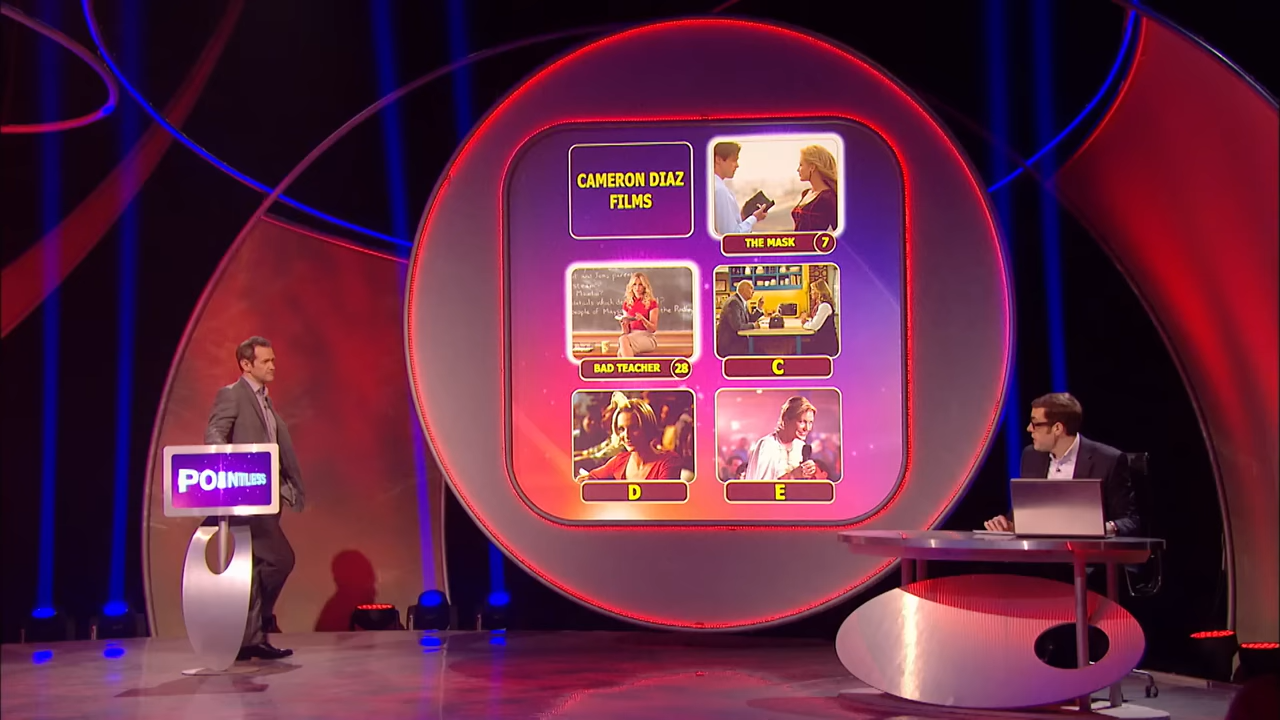 CAMERON DIAZ
FILMS
THE MASK 7
BAD TEACHER 28
C
D
E
POINTLESS